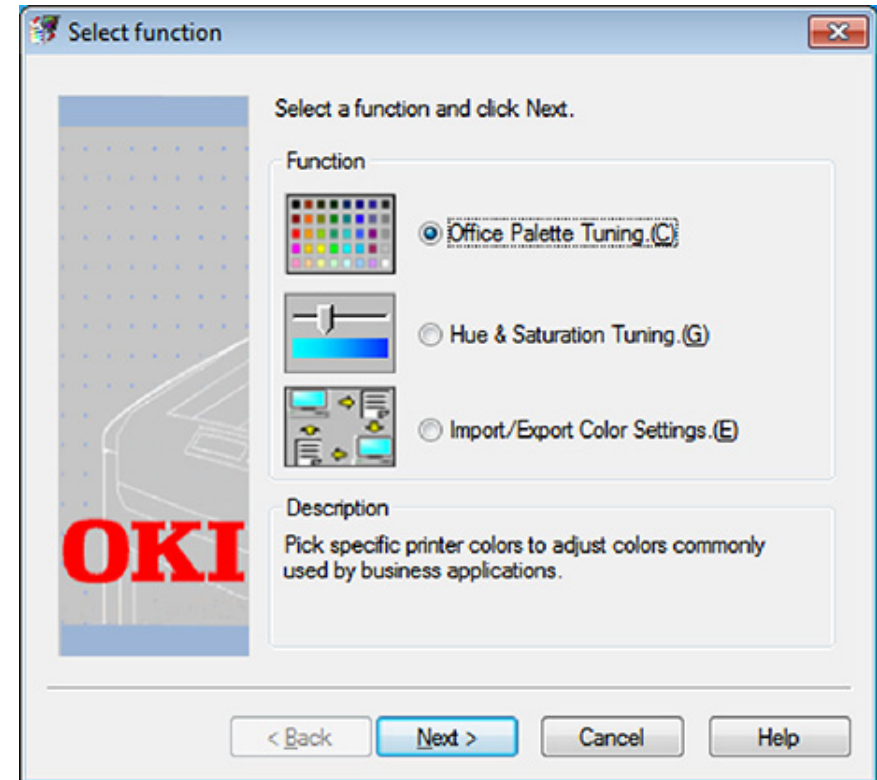 Select function
Select a function and click Next.
Function
Office Palette Tuning.(C)
Hue & Saturation Tuning.(G)
Import/Export Color Settings.(E)
Description
Pick specific printer colors to adjust colors commonly
used by business applications.
OKI
< Back Next > Cancel Help